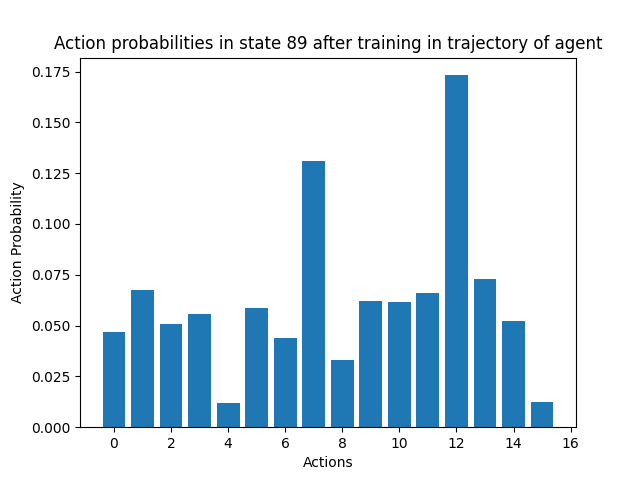 Action probabilities in state 89 after training in trajectory of agent
0.175
0.150
0.125
0.100
0.075
0.050
0.025
0.000
Action Probability
0 2 4 6 8 10 12 14 16
Actions